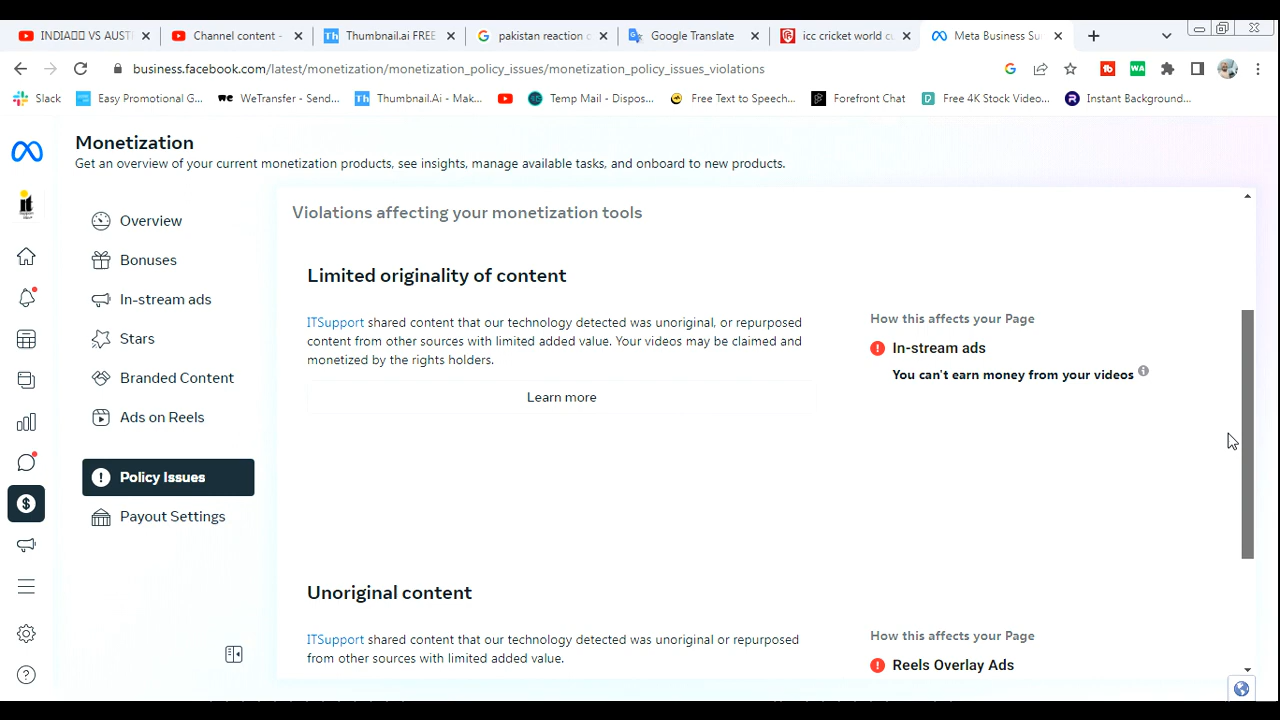 INDIA VS AUST
Channel content -
Thumbnail.ai FREE
pakistan reaction o
Google Translate
icc cricket world cu
Meta Business Sui
business.facebook.com/latest/monetization/monetization_policy_issues/monetization_policy_issues_violations
Slack
Easy Promotional G...
WeTransfer - Send...
Thumbnail.Ai - Mak...
Temp Mail - Dispos...
Free Text to Speech...
Forefront Chat
Free 4K Stock Video...
Instant Background...
Monetization
Get an overview of your current monetization products, see insights, manage available tasks, and onboard to new products.
Overview
Bonuses
In-stream ads
Stars
Branded Content
Ads on Reels
Policy Issues
Payout Settings
Violations affecting your monetization tools
Limited originality of content
ITSupport shared content that our technology detected was unoriginal, or repurposed
content from other sources with limited added value. Your videos may be claimed and
monetized by the rights holders.
Learn more
How this affects your Page
In-stream ads
You can't earn money from your videos
Unoriginal content
ITSupport shared content that our technology detected was unoriginal or repurposed
from other sources with limited added value.
How this affects your Page
Reels Overlay Ads